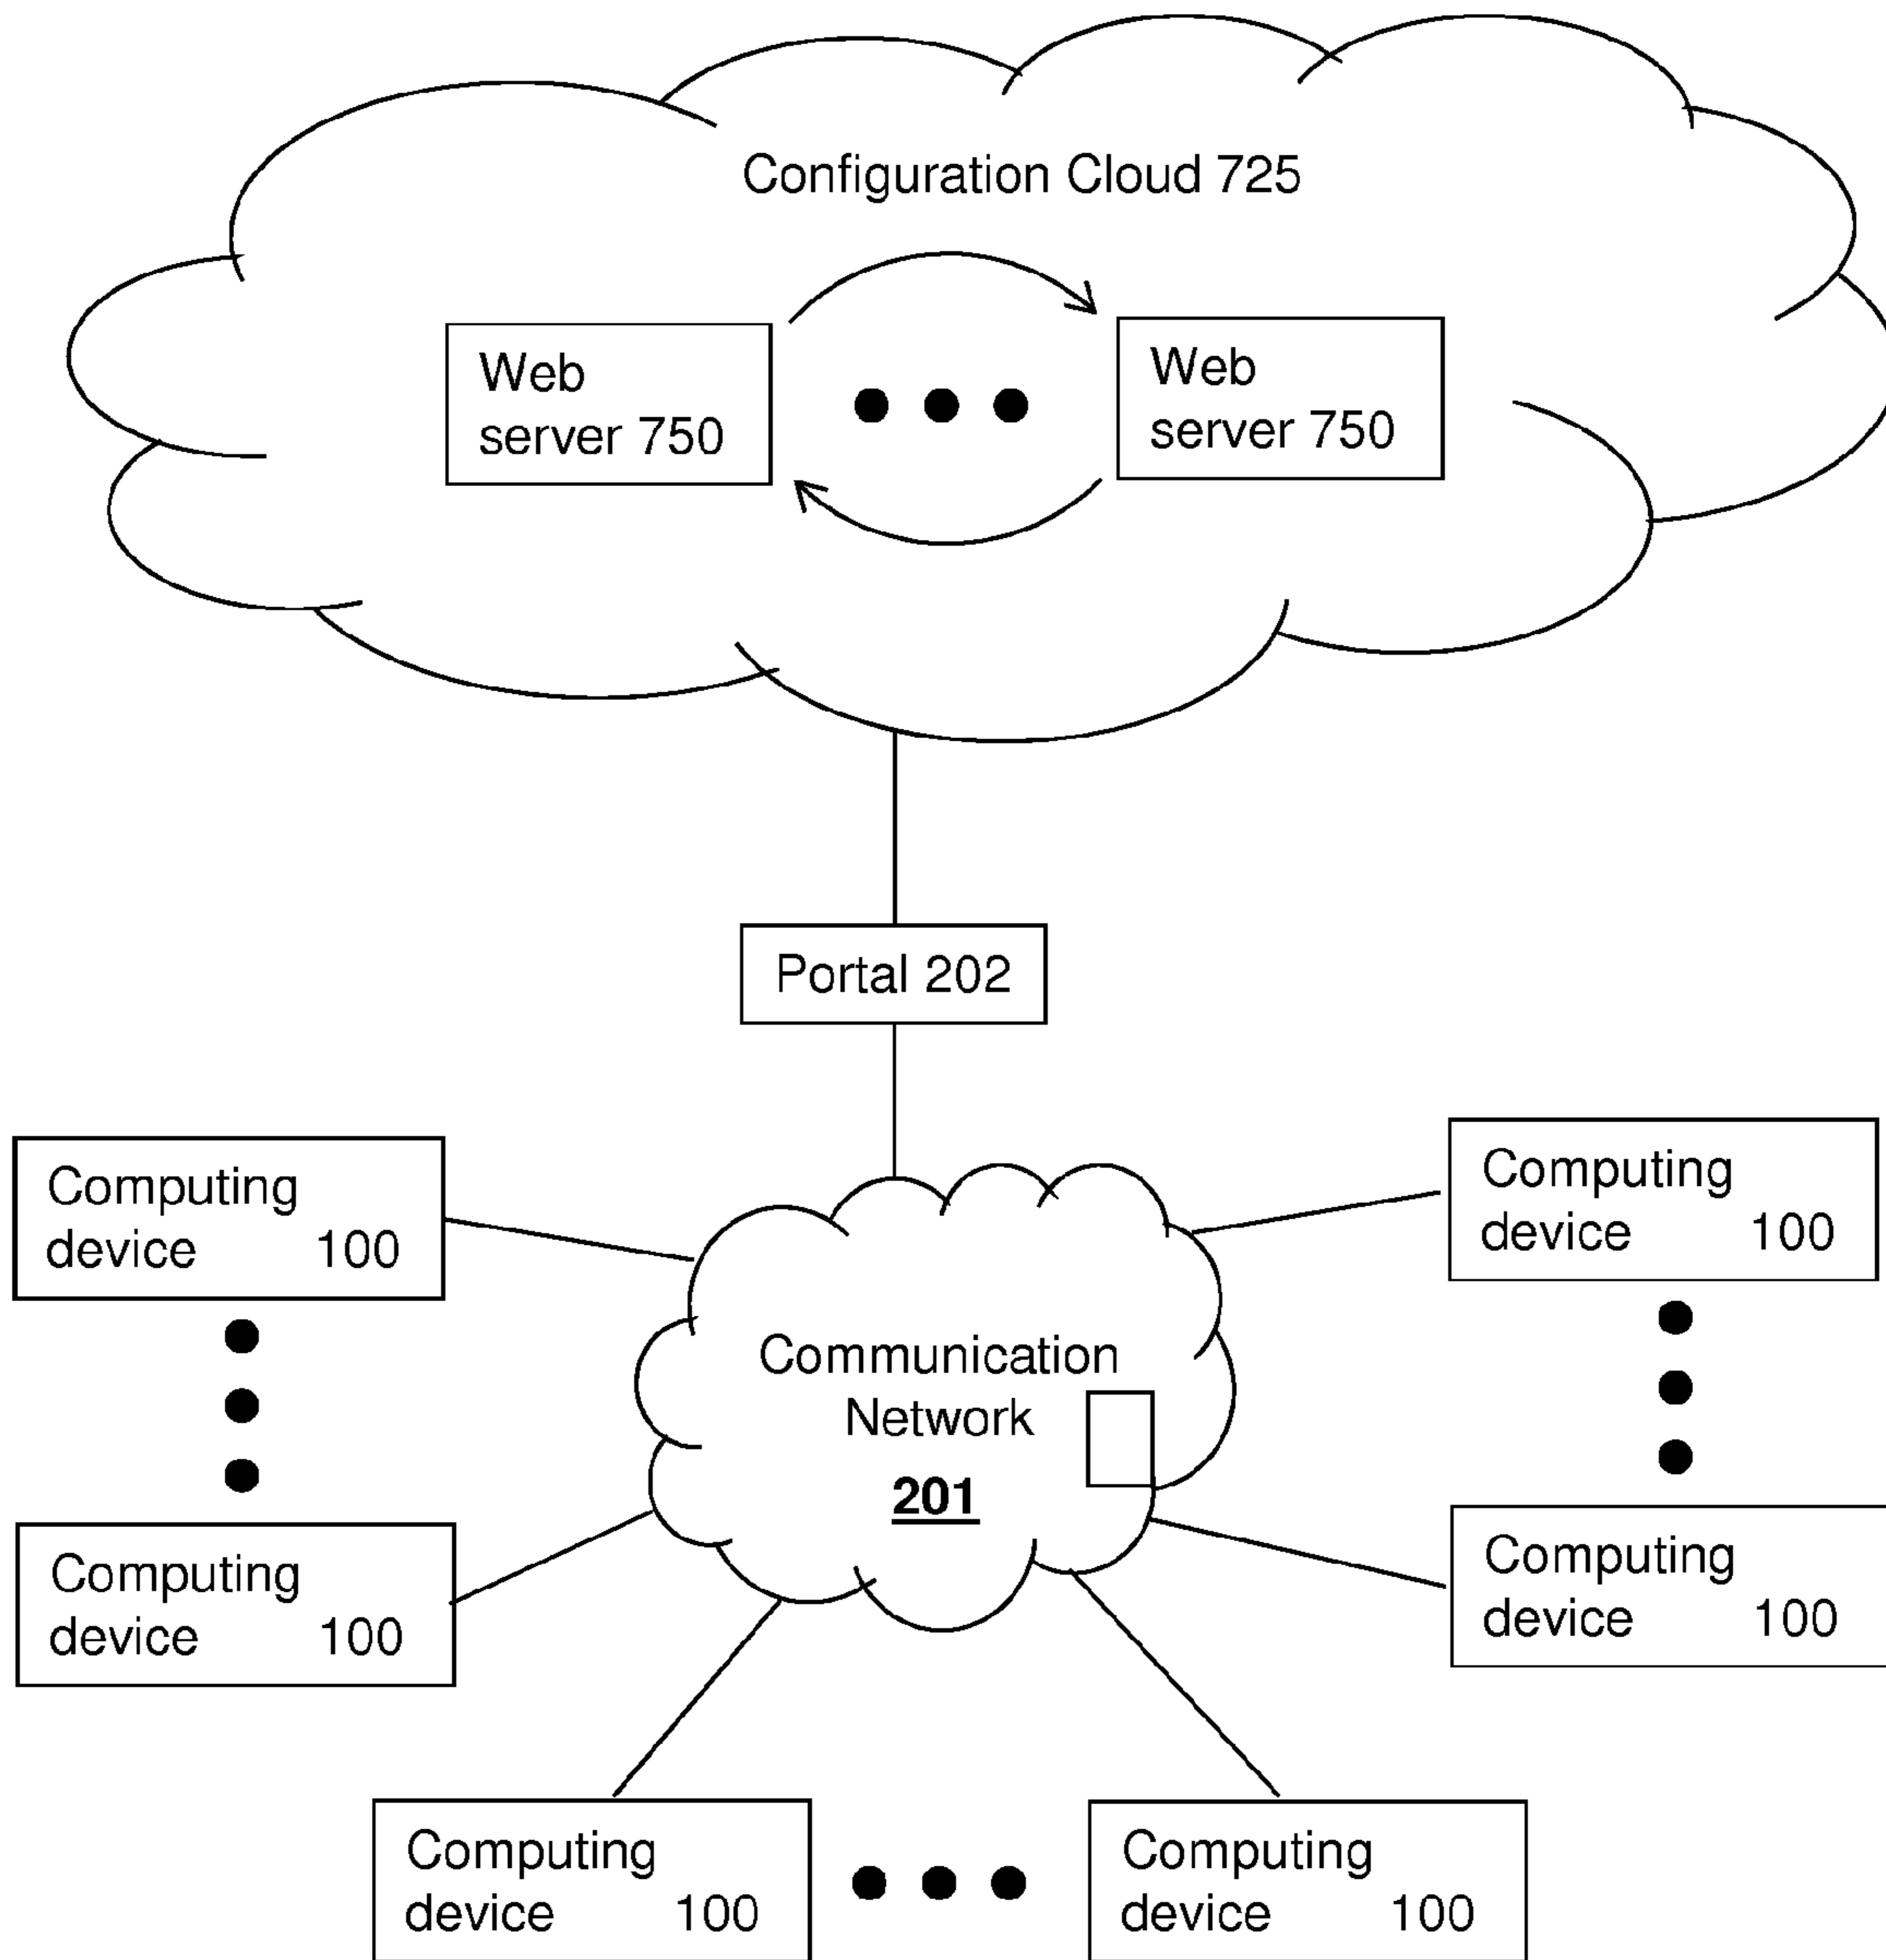 Configuration Cloud 725
Web
server 750
Web
server 750
Portal 202
Computing
device 100
Computing
device 100
Communication
Network
201
Computing
device 100
Computing
device 100
Computing
device 100
Computing
device 100